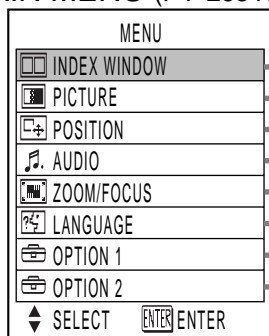 MENU
INDEX WINDOW
PICTURE
POSITION
AUDIO
ZOOM/FOCUS
LANGUAGE
OPTION 1
OPTION 2
SELECT ENTER ENTER